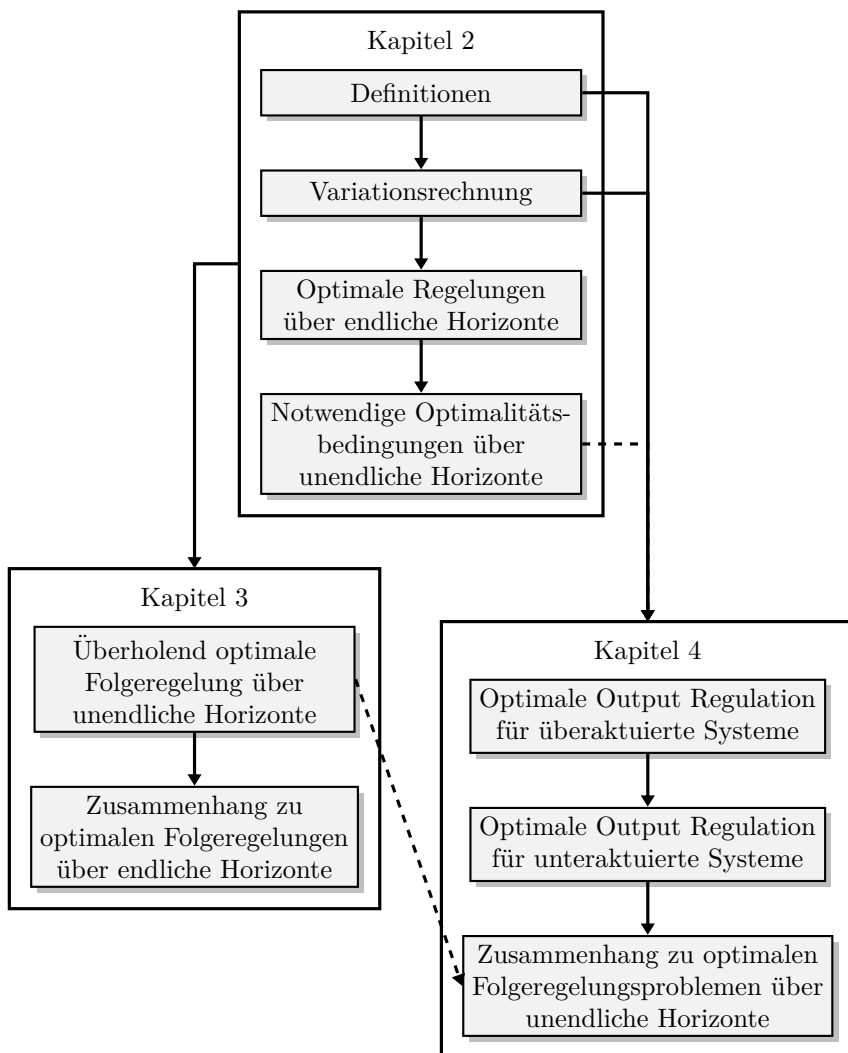 Kapitel 2
Definitionen
Variationsrechnung
Optimale Regelungen
über endliche Horizonte
Notwendige Optimalitäts-
bedingungen über
unendliche Horizonte
Kapitel 3
Überholend optimale
Folgeregelung über
unendliche Horizonte
Zusammenhang zu
optimalen Folgeregelungen
über endliche Horizonte
Kapitel 4
Optimale Output Regulation
für überaktuierte Systeme
Optimale Output Regulation
für unteraktuierte Systeme
Zusammenhang zu optimalen
Folgeregelungsproblemen über
unendliche Horizonte